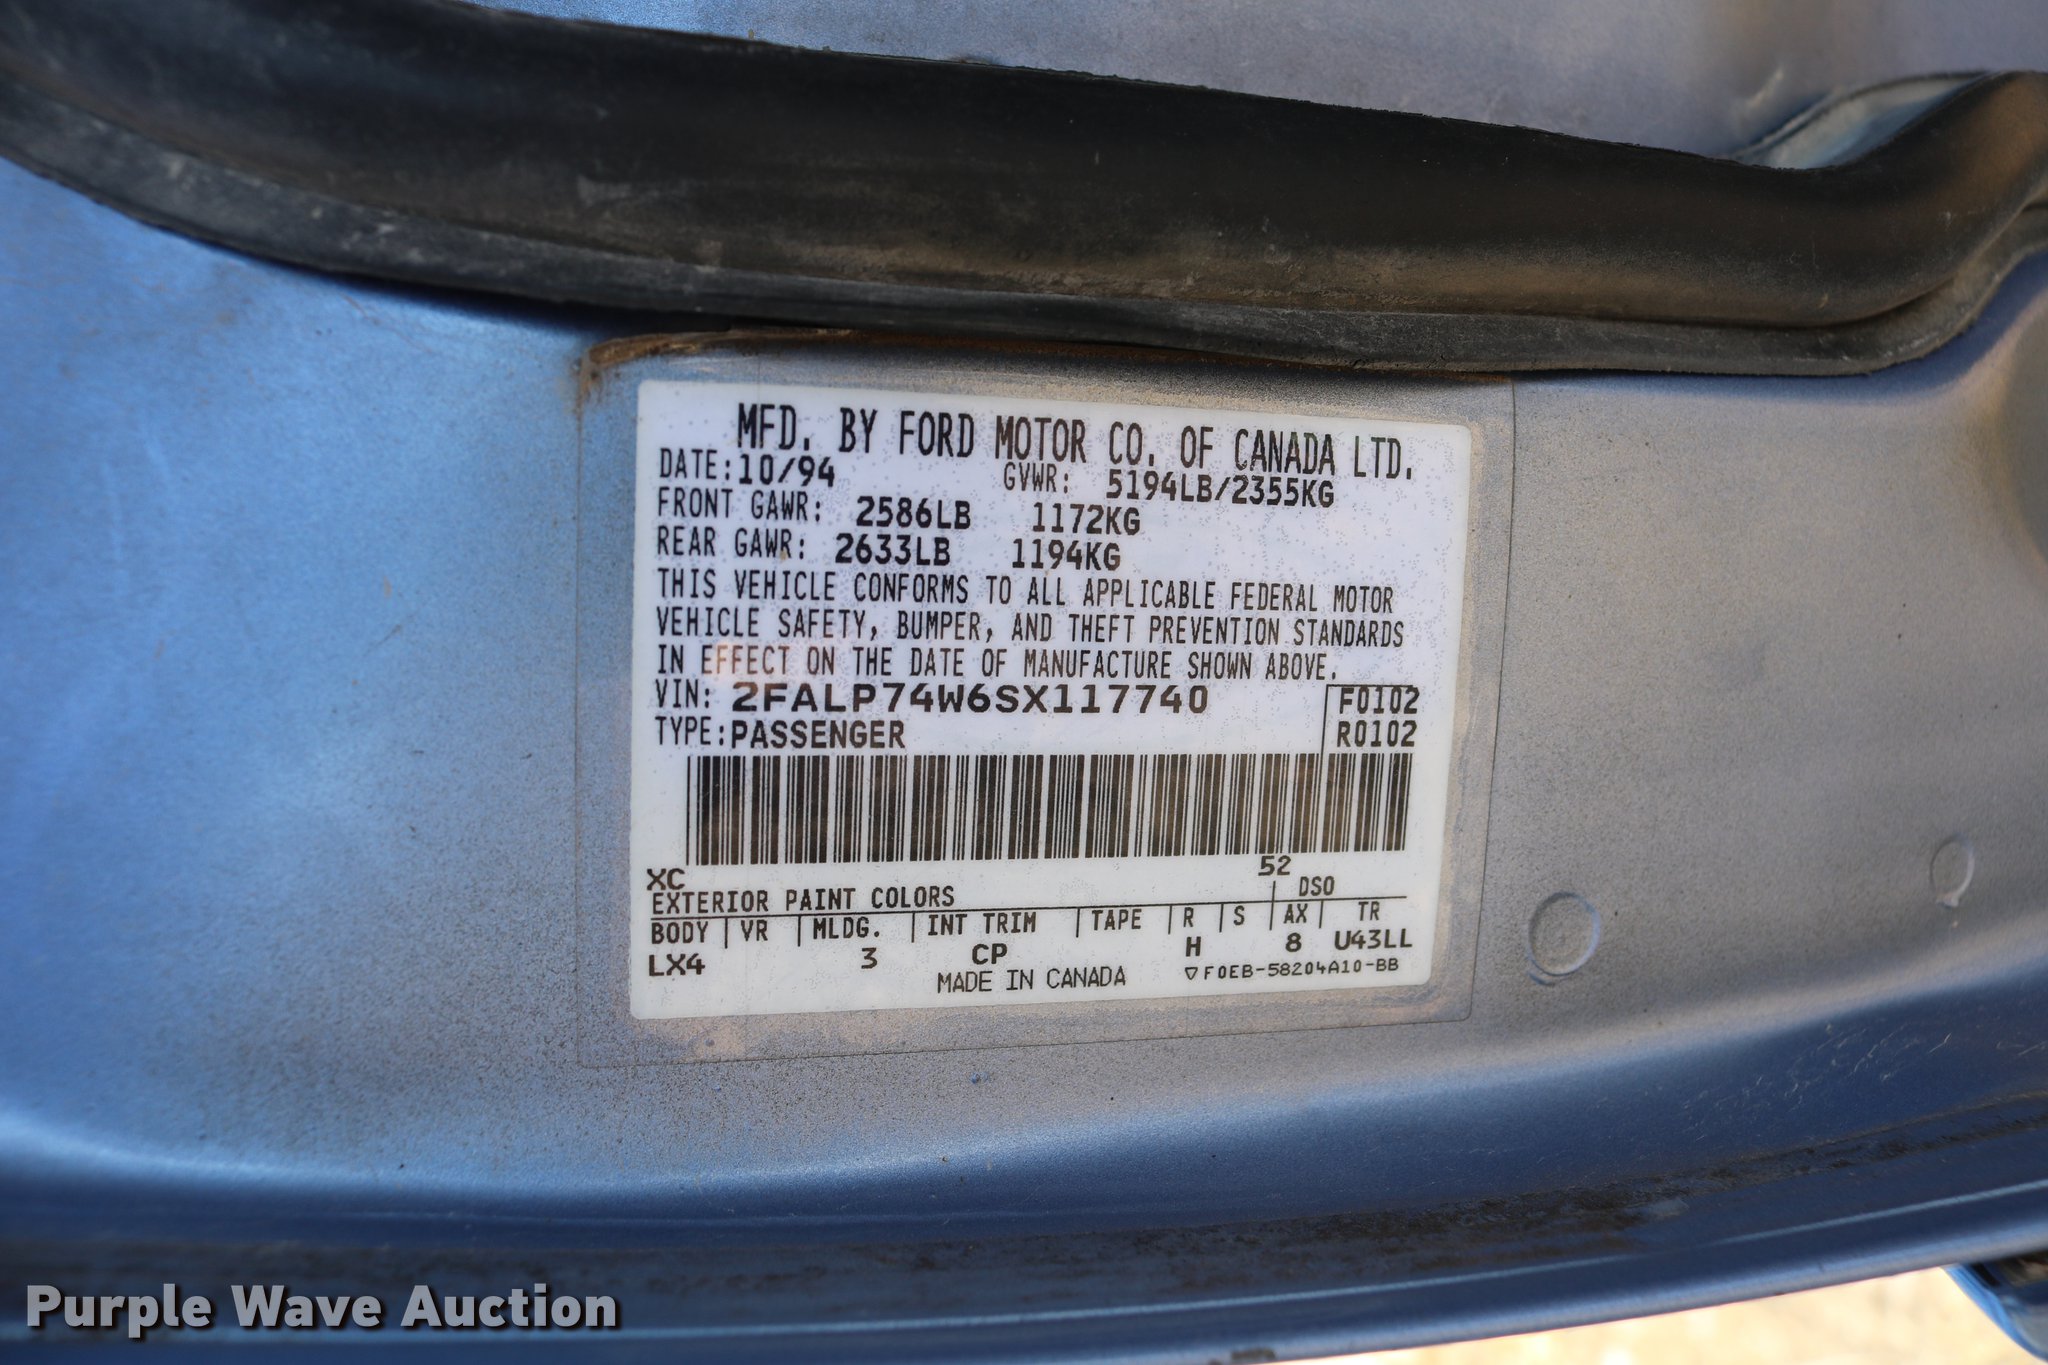 MFD. BY FORD MOTOR CO. OF CANADA LTD.
DATE: 10/94 GVWR: 5194LB/2355KG
FRONT GAWR: 2586LB 1172KG
REAR GAWR: 2633LB 1194KG
THIS VEHICLE CONFORMS TO ALL APPLICABLE FEDERAL MOTOR
VEHICLE SAFETY, BUMPER, AND THEFT PREVENTION STANDARDS
IN EFFECT ON THE DATE OF MANUFACTURE SHOWN ABOVE.
VIN: 2FALP74W6SX117740 F0102
TYPE: PASSENGER R0102
XC 52
EXTERIOR PAINT COLORS DSO
BODY VR MLDG. INT TRIM TAPE R S AX TR
LX4 3 CP H 8 U43LL
MADE IN CANADA ▽F0EB-58204A10-BB
Purple Wave Auction